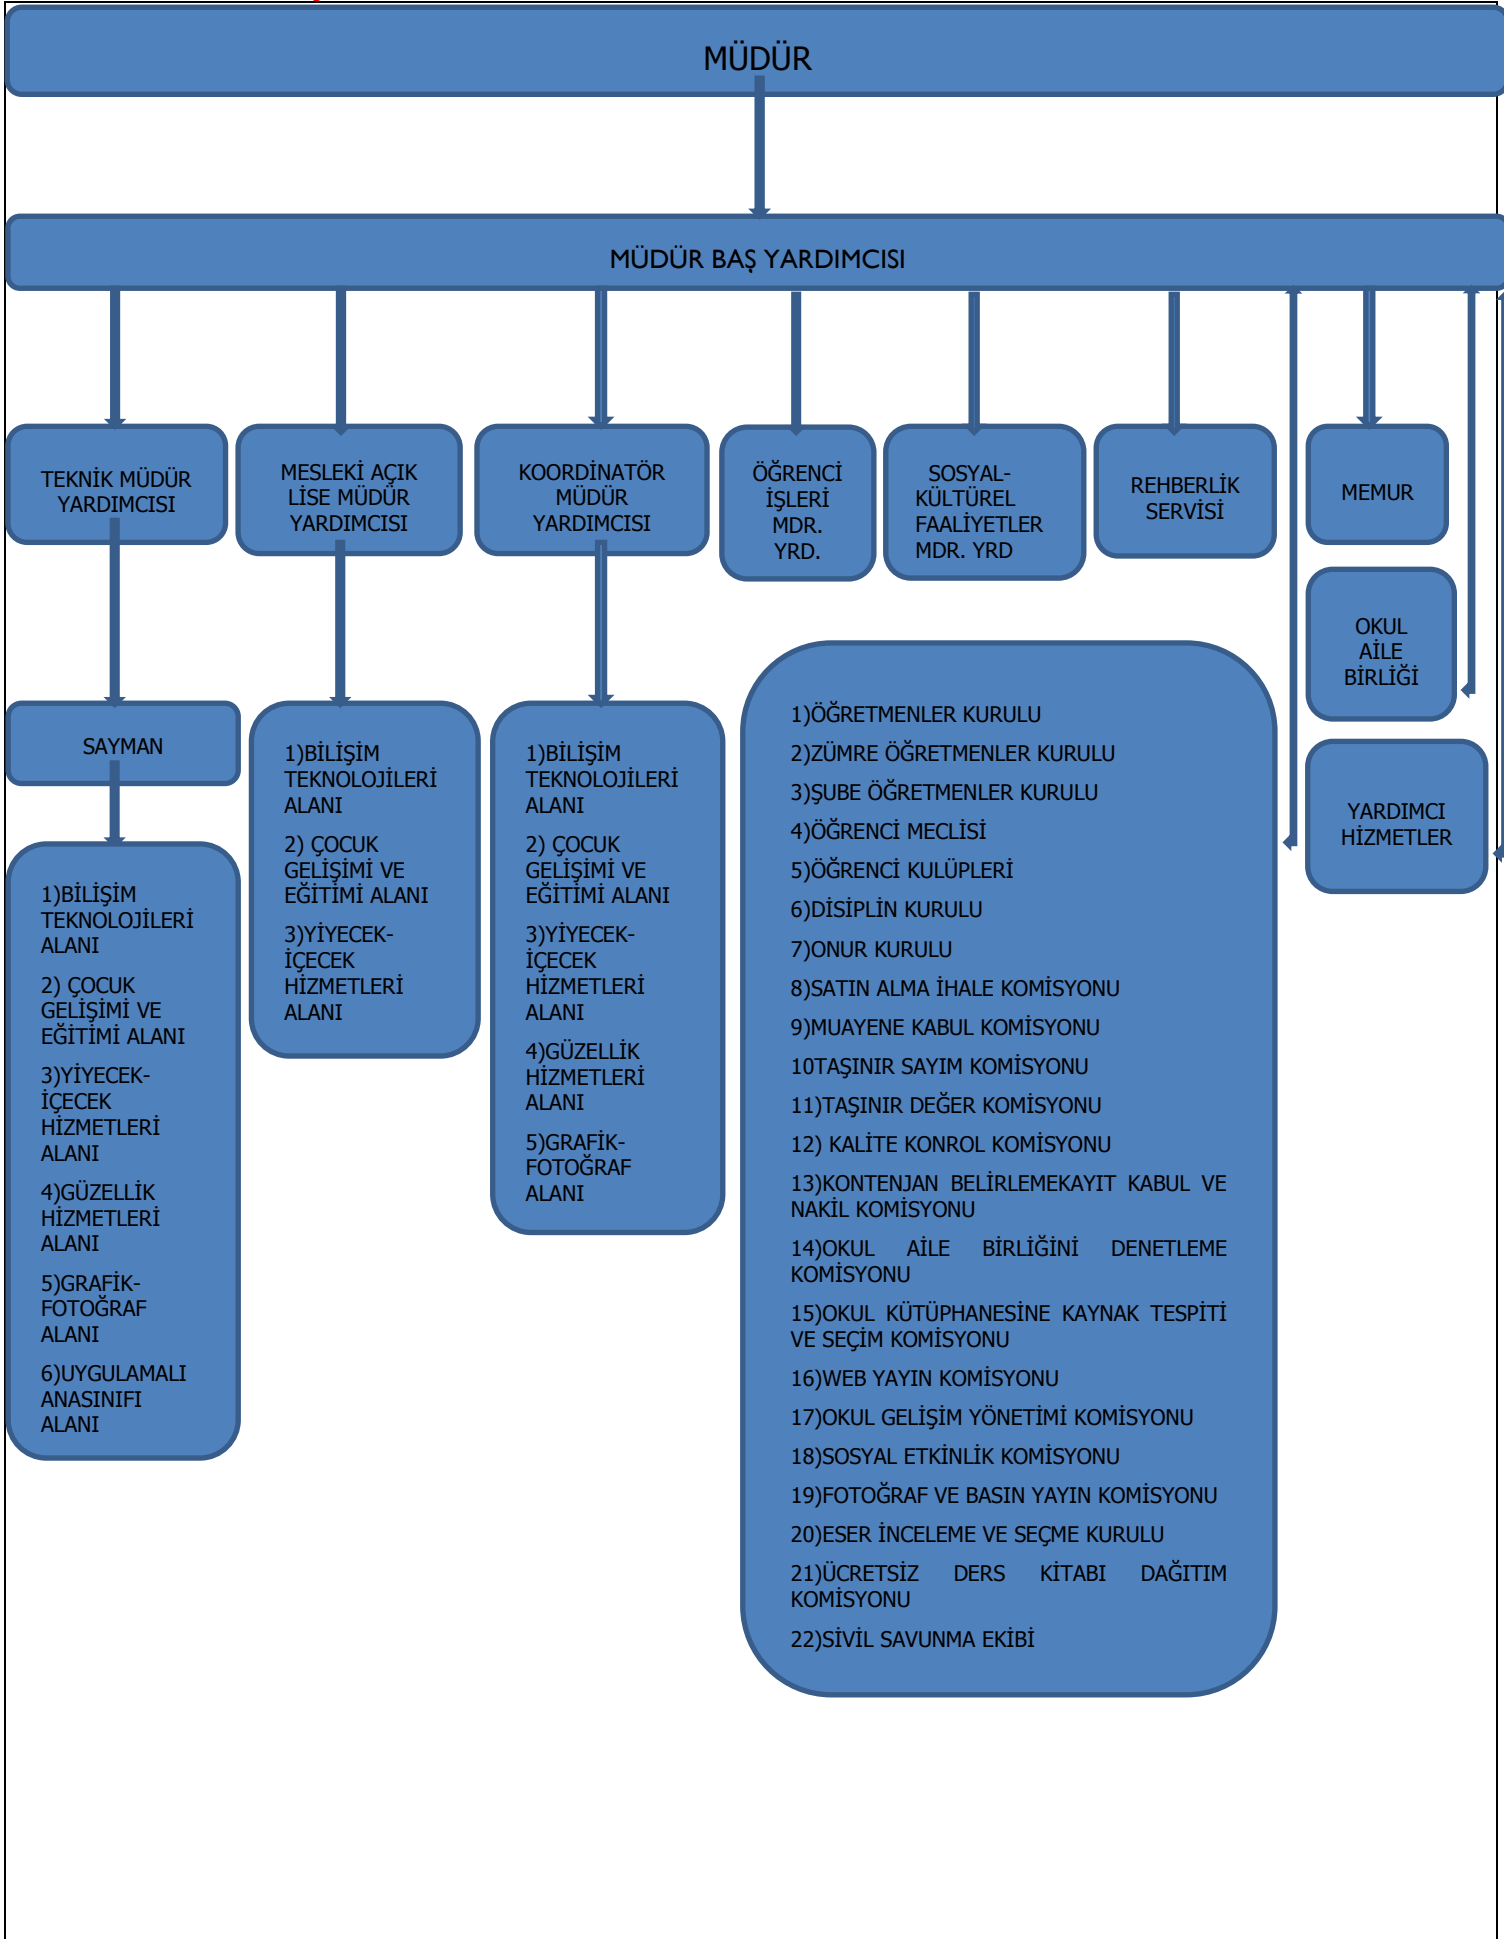 MÜDÜR
MÜDÜR BAŞ YARDIMCISI
TEKNİK MÜDÜR
YARDIMCISI
MESLEKİ AÇIK
LİSE MÜDÜR
YARDIMCISI
KOORDİNATÖR
MÜDÜR
YARDIMCISI
ÖĞRENCİ
İŞLERİ
MDR.
YRD.
SOSYAL-
KÜLTÜREL
FAALİYETLER
MDR. YRD
REHBERLİK
SERVİSİ
MEMUR
OKUL
AİLE
BİRLİĞİ
YARDIMCI
HİZMETLER
SAYMAN
1)BİLİŞİM
TEKNOLOJİLERİ
ALANI
2) ÇOCUK
GELİŞİMİ VE
EĞİTİMİ ALANI
3)YİYECEK-
İÇECEK
HİZMETLERİ
ALANI
4)GÜZELLİK
HİZMETLERİ
ALANI
5)GRAFİK-
FOTOĞRAF
ALANI
6)UYGULAMALI
ANASINIFI
ALANI
1)BİLİŞİM
TEKNOLOJİLERİ
ALANI
2) ÇOCUK
GELİŞİMİ VE
EĞİTİMİ ALANI
3)YİYECEK-
İÇECEK
HİZMETLERİ
ALANI
1)BİLİŞİM
TEKNOLOJİLERİ
ALANI
2) ÇOCUK
GELİŞİMİ VE
EĞİTİMİ ALANI
3)YİYECEK-
İÇECEK
HİZMETLERİ
ALANI
4)GÜZELLİK
HİZMETLERİ
ALANI
5)GRAFİK-
FOTOĞRAF
ALANI
1)ÖĞRETMENLER KURULU
2)ZÜMRE ÖĞRETMENLER KURULU
3)ŞUBE ÖĞRETMENLER KURULU
4)ÖĞRENCİ MECLİSİ
5)ÖĞRENCİ KULÜPLERİ
6)DİSİPLİN KURULU
7)ONUR KURULU
8)SATIN ALMA İHALE KOMİSYONU
9)MUAYENE KABUL KOMİSYONU
10TAŞINIR SAYIM KOMİSYONU
11)TAŞINIR DEĞER KOMİSYONU
12) KALİTE KONROL KOMİSYONU
13)KONTENJAN BELİRLEMEKAYIT KABUL VE
NAKİL KOMİSYONU
14)OKUL AİLE BİRLİĞİNİ DENETLEME
KOMİSYONU
15)OKUL KÜTÜPHANESİNE KAYNAK TESPİTİ
VE SEÇİM KOMİSYONU
16)WEB YAYIN KOMİSYONU
17)OKUL GELİŞİM YÖNETİMİ KOMİSYONU
18)SOSYAL ETKİNLİK KOMİSYONU
19)FOTOĞRAF VE BASIN YAYIN KOMİSYONU
20)ESER İNCELEME VE SEÇME KURULU
21)ÜCRETSİZ DERS KİTABI DAĞITIM
KOMİSYONU
22)SİVİL SAVUNMA EKİBİ